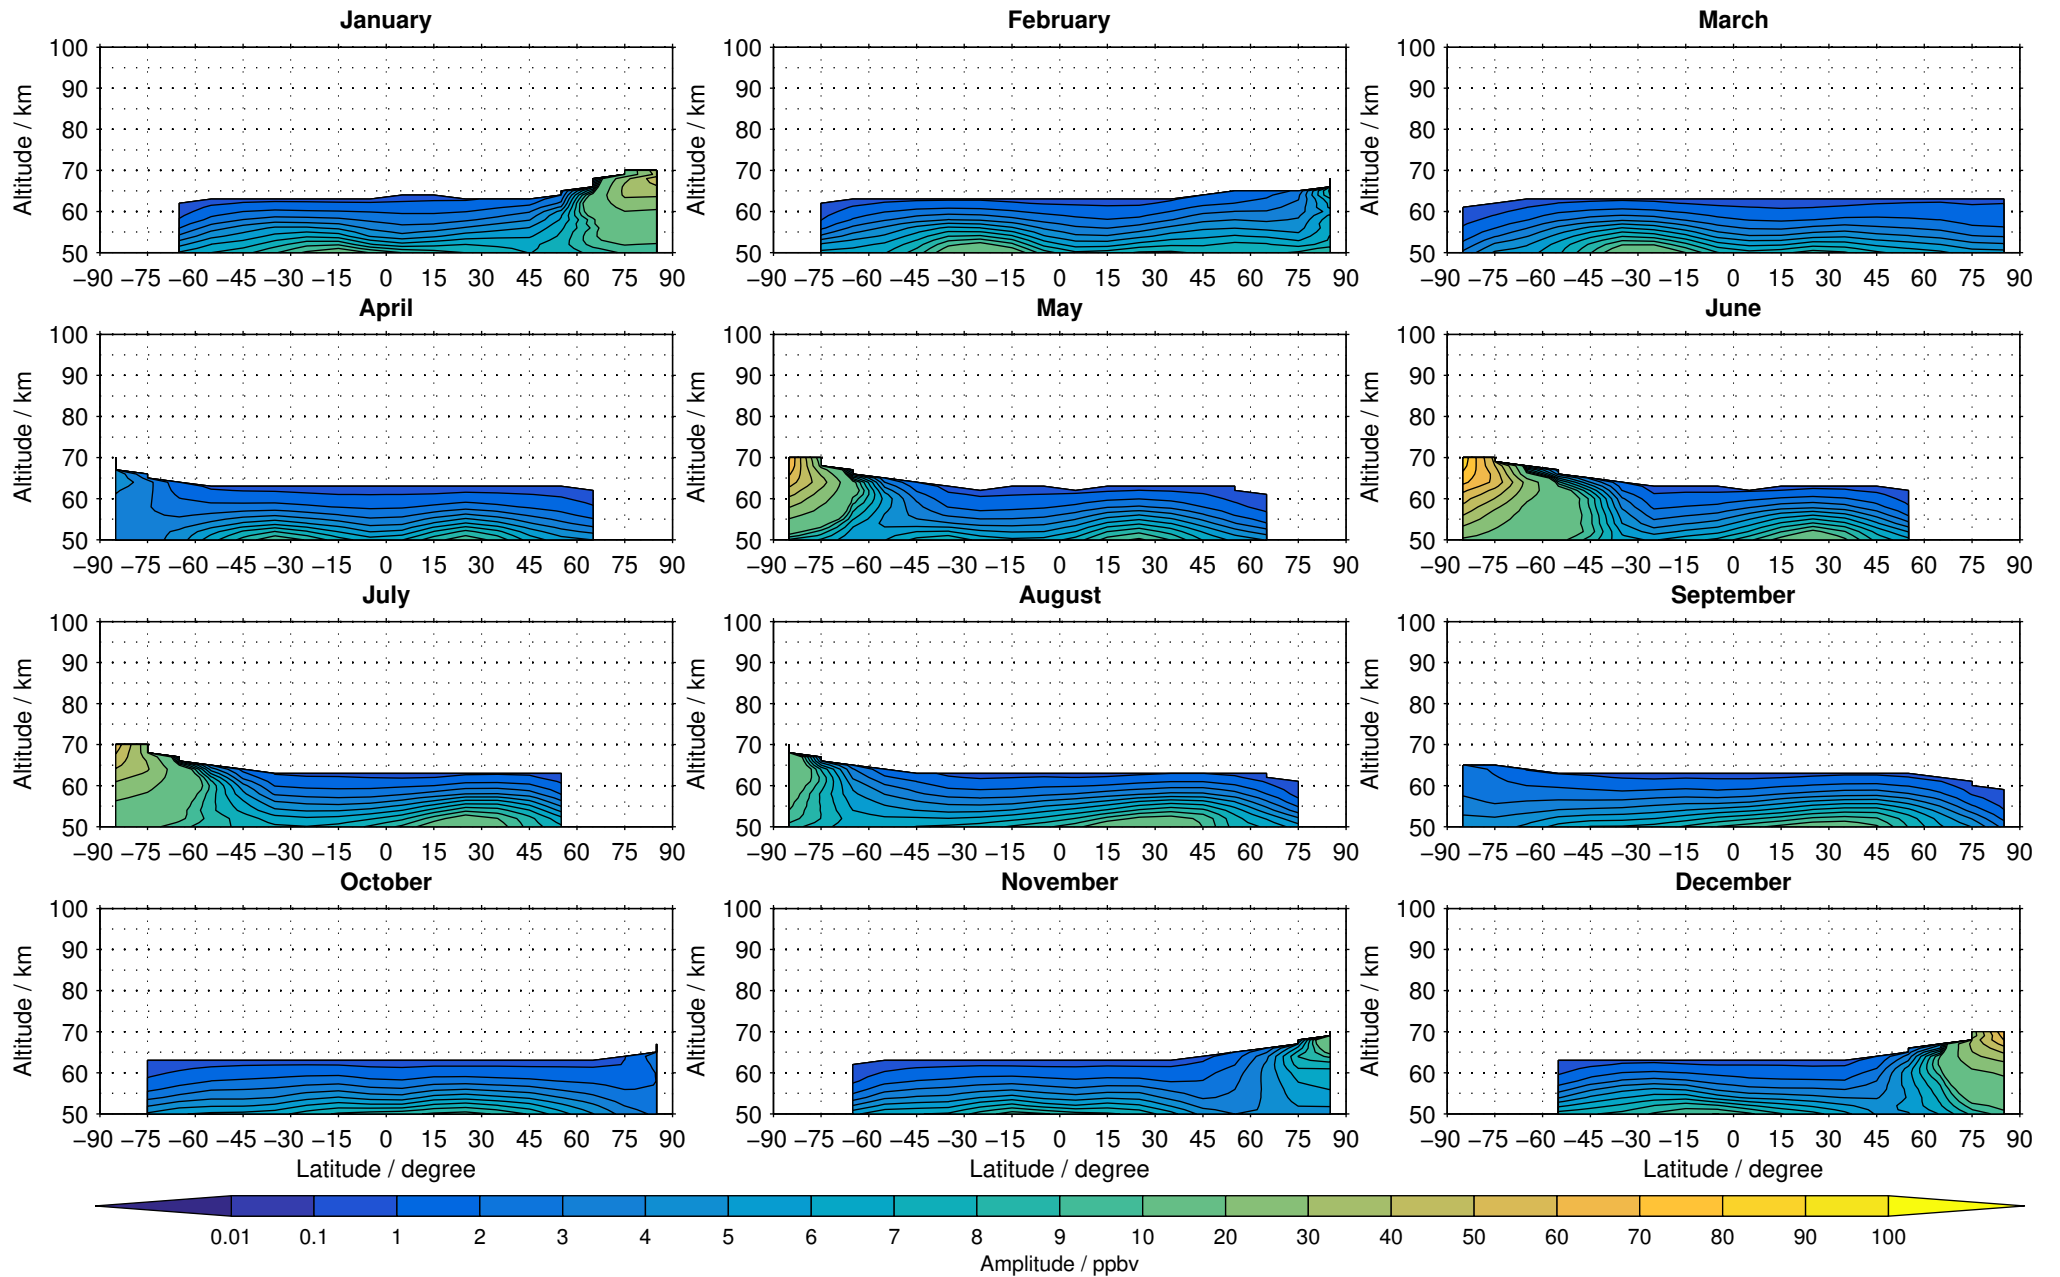 January February March
100 100 100
90 90 90
80 80 80
70 70 70
60 60 60
50 50 50
Altitude / km Altitude / km Altitude / km
−90 −75 −60 −45 −30 −15 0 15 30 45 60 75 90 −90 −75 −60 −45 −30 −15 0 15 30 45 60 75 90 −90 −75 −60 −45 −30 −15 0 15 30 45 60 75 90
April May June
100 100 100
90 90 90
80 80 80
70 70 70
60 60 60
50 50 50
Altitude / km Altitude / km Altitude / km
−90 −75 −60 −45 −30 −15 0 15 30 45 60 75 90 −90 −75 −60 −45 −30 −15 0 15 30 45 60 75 90 −90 −75 −60 −45 −30 −15 0 15 30 45 60 75 90
July August September
100 100 100
90 90 90
80 80 80
70 70 70
60 60 60
50 50 50
Altitude / km Altitude / km Altitude / km
−90 −75 −60 −45 −30 −15 0 15 30 45 60 75 90 −90 −75 −60 −45 −30 −15 0 15 30 45 60 75 90 −90 −75 −60 −45 −30 −15 0 15 30 45 60 75 90
October November December
100 100 100
90 90 90
80 80 80
70 70 70
60 60 60
50 50 50
Altitude / km Altitude / km Altitude / km
−90 −75 −60 −45 −30 −15 0 15 30 45 60 75 90 −90 −75 −60 −45 −30 −15 0 15 30 45 60 75 90 −90 −75 −60 −45 −30 −15 0 15 30 45 60 75 90
Latitude / degree Latitude / degree Latitude / degree
0.01 0.1 1 2 3 4 5 6 7 8 9 10 20 30 40 50 60 70 80 90 100
Amplitude / ppbv